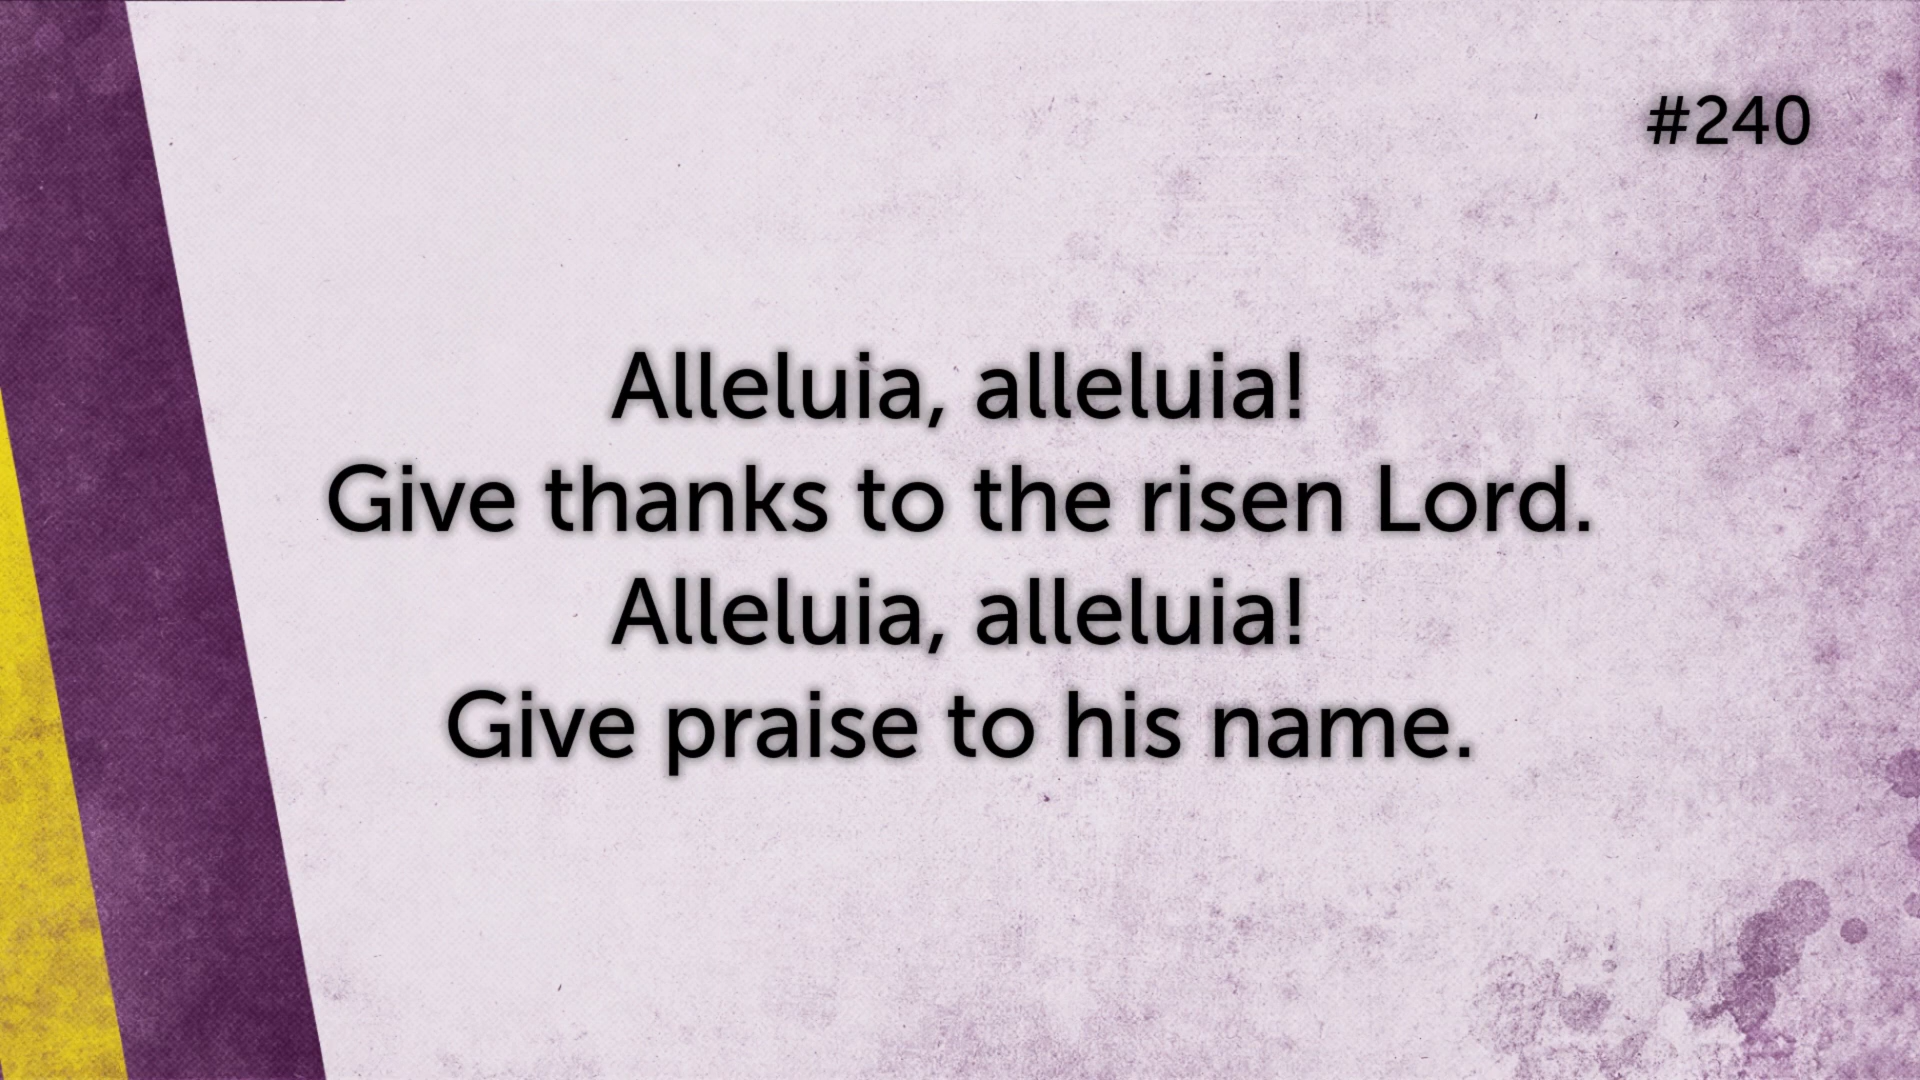 #240
Alleluia, alleluia!
Give thanks to the risen Lord.
Alleluia, alleluia!
Give praise to his name.